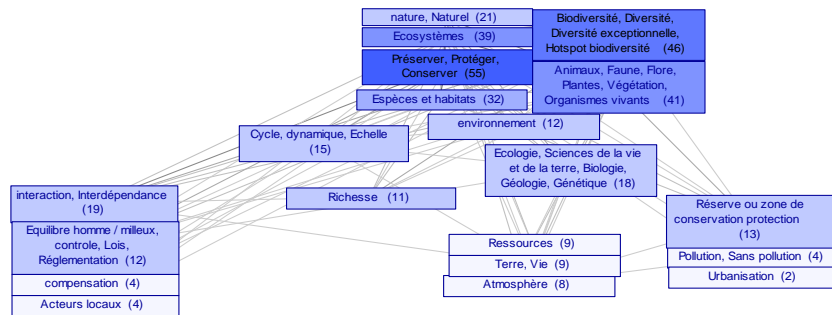 nature, Naturel (21)
Ecosystèmes (39)
Préserver, Protéger,
Conserver (55)
Espèces et habitats (32)
Biodiversité, Diversité,
Diversité exceptionnelle,
Hotspot biodiversité (46)
Animaux, Faune, Flore,
Plantes, Végétation,
Organismes vivants (41)
environnement (12)
Cycle, dynamique, Echelle
(15)
Ecologie, Sciences de la vie
et de la terre, Biologie,
Géologie, Génétique (18)
interaction, Interdépendance
(19)
Equilibre homme / milleux,
controle, Lois,
Réglementation (12)
compensation (4)
Acteurs locaux (4)
Richesse (11)
Ressources (9)
Terre, Vie (9)
Atmosphère (8)
Réserve ou zone de
conservation protection
(13)
Pollution, Sans pollution (4)
Urbanisation (2)